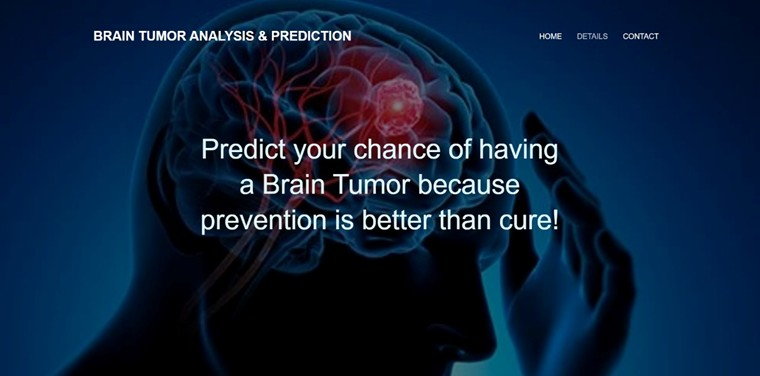 BRAIN TUMOR ANALYSIS & PREDICTION
HOME DETAILS CONTACT
Predict your chance of having
a Brain Tumor because
prevention is better than cure!